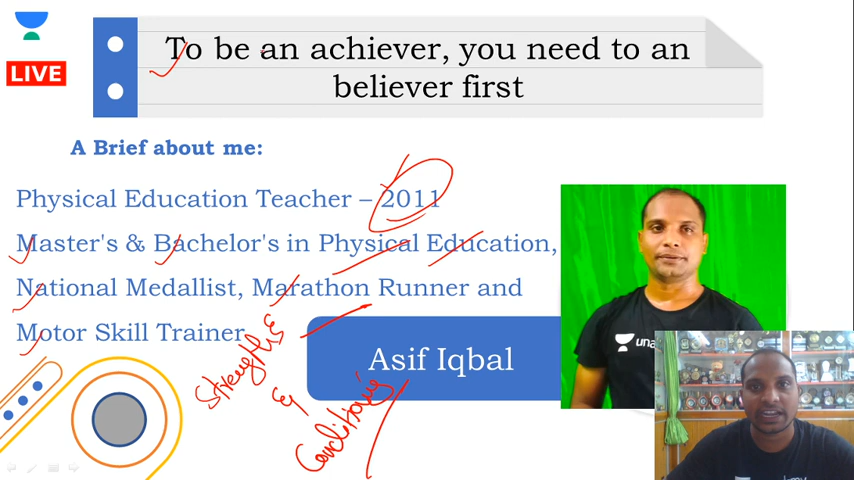 LIVE
To be an achiever, you need to an
believer first
A Brief about me:
Physical Education Teacher – 2011
Master's & Bachelor's in Physical Education,
National Medallist, Marathon Runner and
Motor Skill Trainer
Strengths
&
Conditioning
Asif Iqbal
una